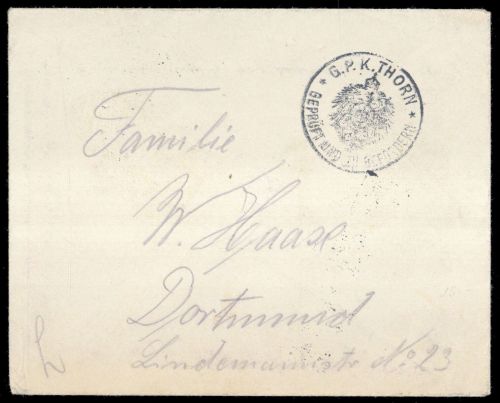 * G.P.K. THORN *
GEPRÜFT UND ZU BEFÖRDERN
Familie
W. Haase
Dortmund
Lindemannstr No. 23